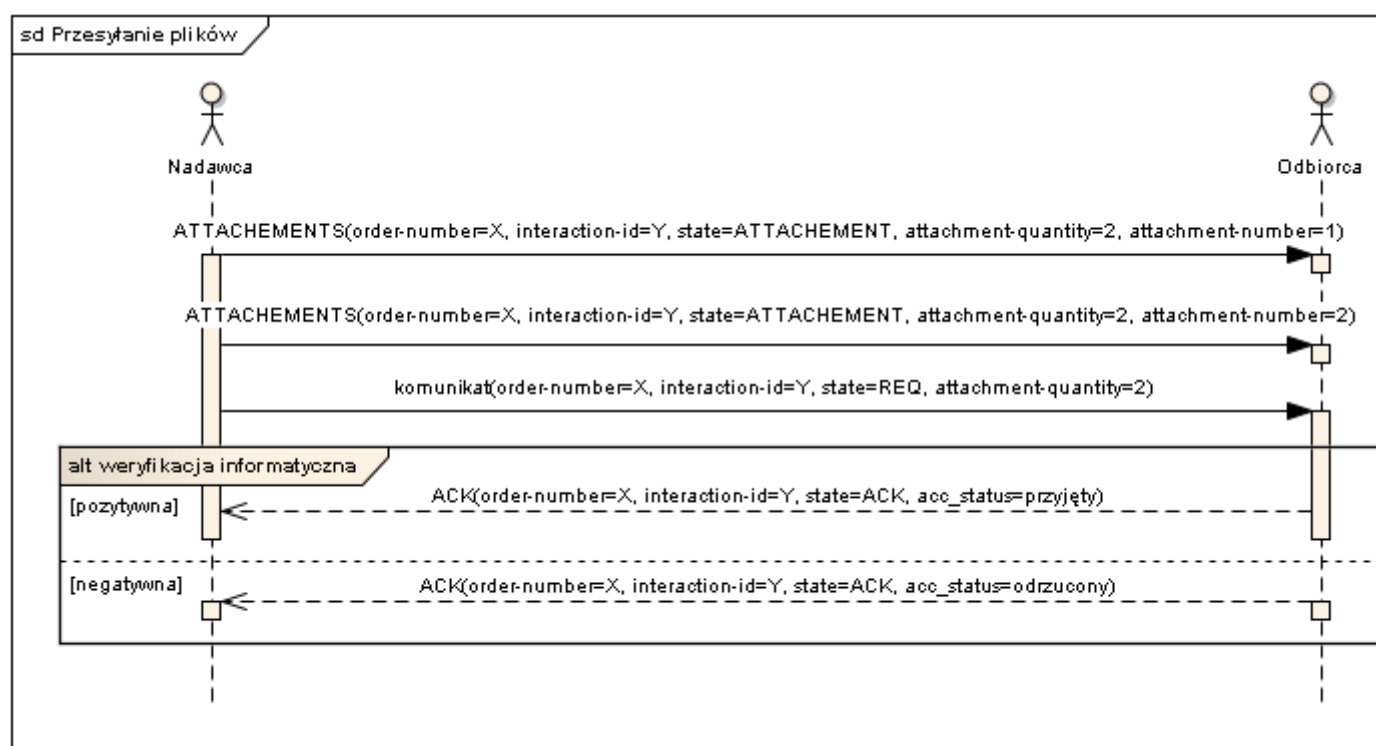 sd Przesyłanie plików
Nadawca
Odbiorca
ATTACHEMENTS(order-number=X, interaction-id=Y, state=ATTACHEMENT, attachment-quantity=2, attachment-number=1)
ATTACHEMENTS(order-number=X, interaction-id=Y, state=ATTACHEMENT, attachment-quantity=2, attachment-number=2)
komunikat(order-number=X, interaction-id=Y, state=REQ, attachment-quantity=2)
alt weryfikacja informatyczna
[pozytywna]
ACK(order-number=X, interaction-id=Y, state=ACK, acc_status=przyjęty)
[negatywna]
ACK(order-number=X, interaction-id=Y, state=ACK, acc_status=odrzucony)